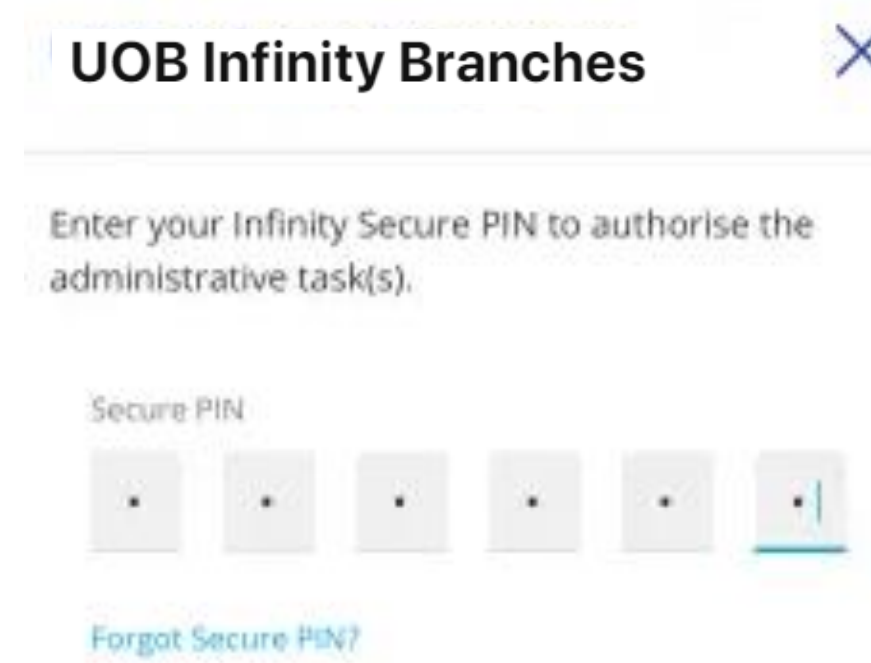 UOB Infinity Branches
Enter your Infinity Secure PIN to authorise the
administrative task(s).
Secure PIN
Forgot Secure PIN?